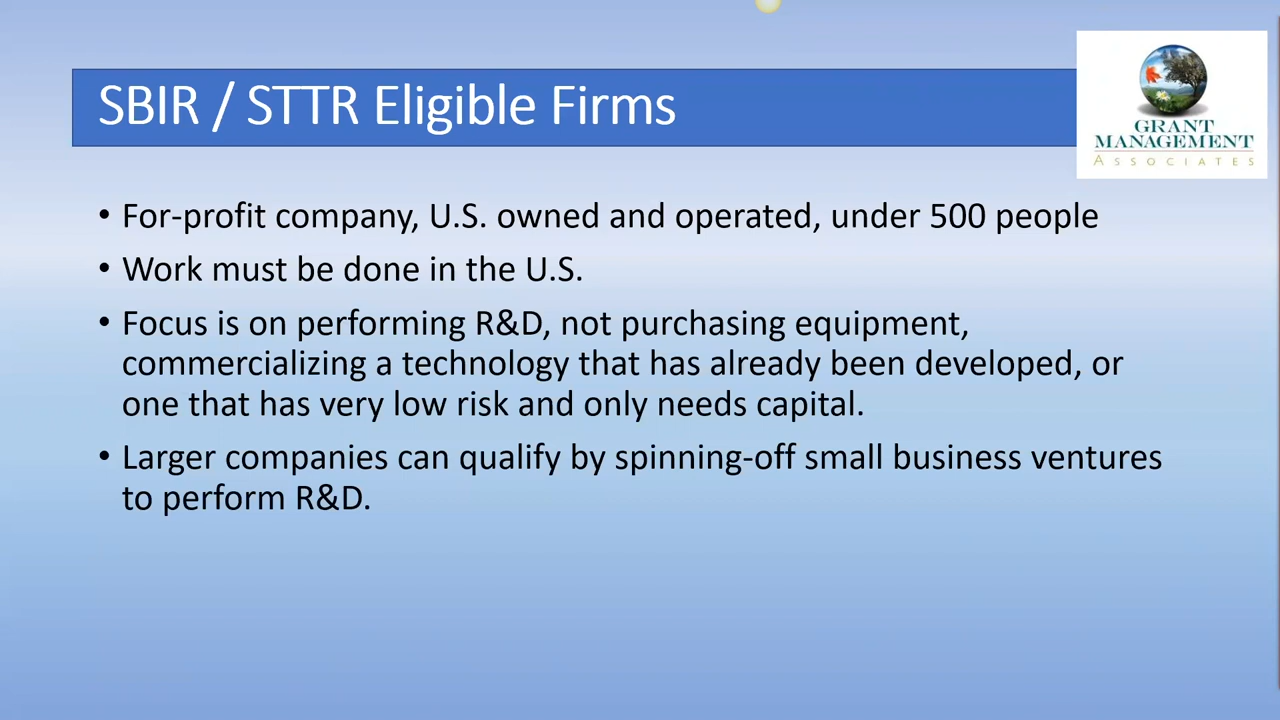 SBIR / STTR Eligible Firms
GRANT
MANAGEMENT
ASSOCIATES
• For-profit company, U.S. owned and operated, under 500 people
• Work must be done in the U.S.
• Focus is on performing R&D, not purchasing equipment,
commercializing a technology that has already been developed, or
one that has very low risk and only needs capital.
• Larger companies can qualify by spinning-off small business ventures
to perform R&D.